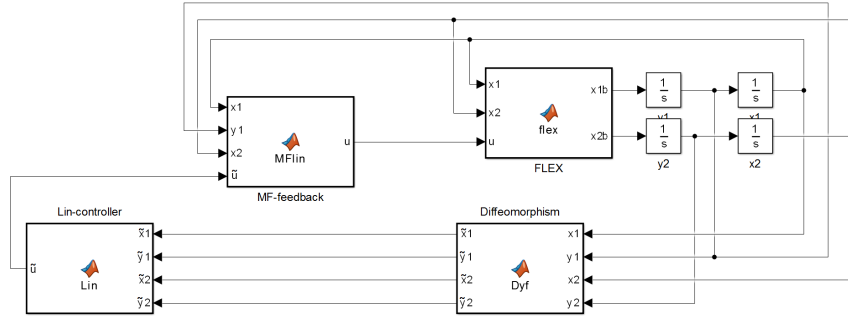 x1
y1
x2
ũ
MFlin
u
MF-feedback
x1
x2
u
flex
x1b
x2b
FLEX
1
s
y1
1
s
x1
1
s
y2
1
s
x2
Lin-controller
ũ
Lin
x̃1
ỹ1
x̃2
ỹ2
Diffeomorphism
x̃1
ỹ1
x̃2
ỹ2
Dyf
x1
y1
x2
y2